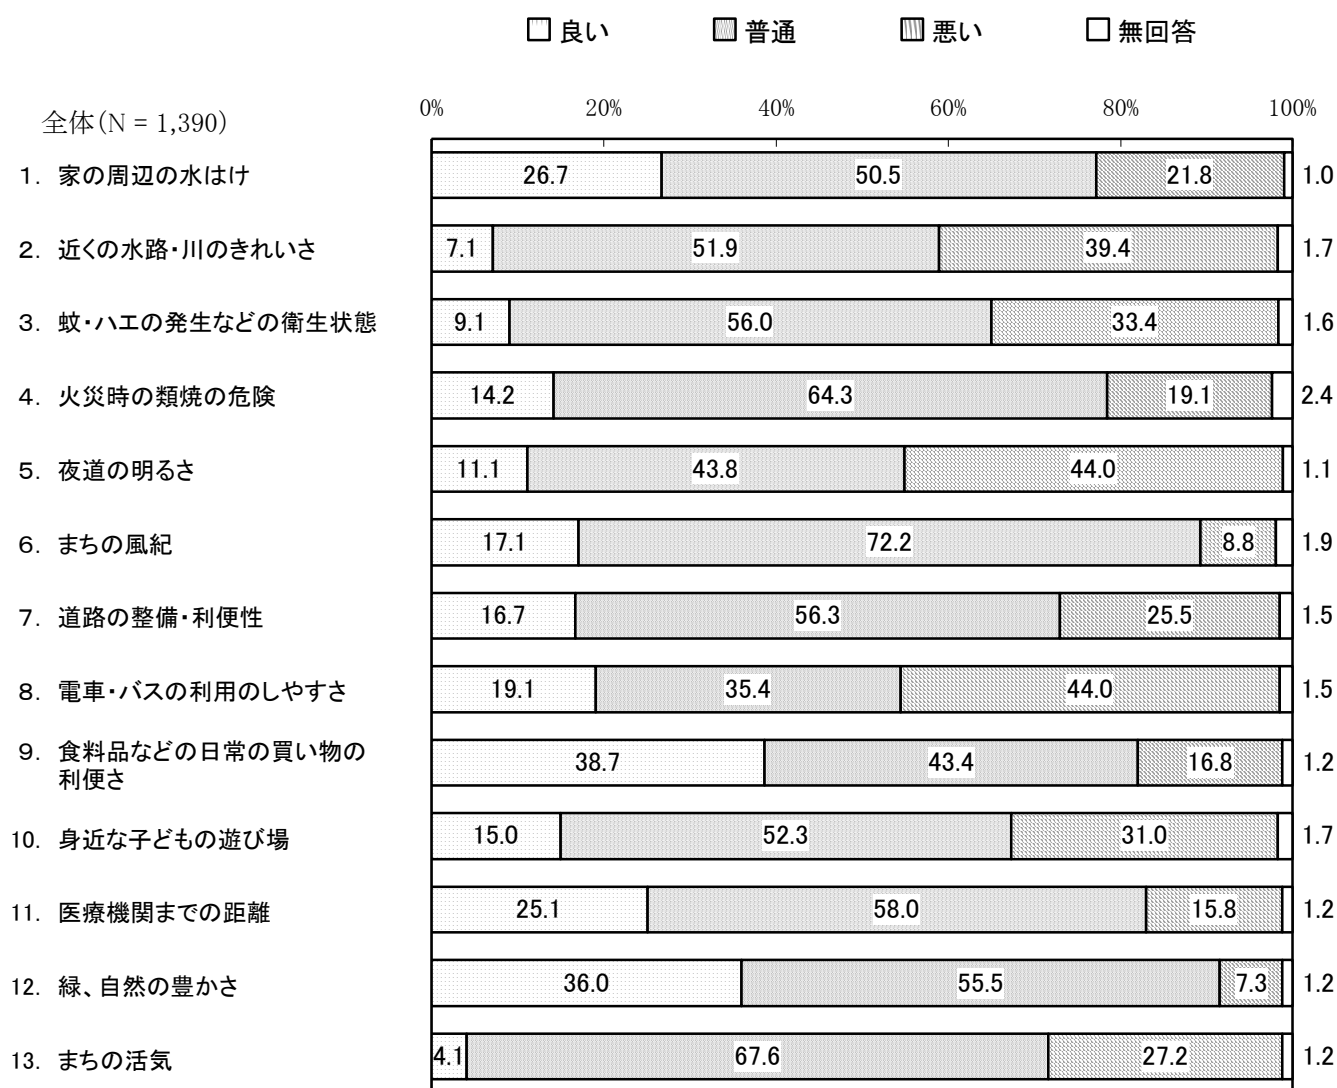 良い 普通 悪い 無回答
全体(N = 1,390)
0% 20% 40% 60% 80% 100%
1. 家の周辺の水はけ 26.7 50.5 21.8 1.0
2. 近くの水路・川のきれいさ 7.1 51.9 39.4 1.7
3. 蚊・ハエの発生などの衛生状態 9.1 56.0 33.4 1.6
4. 火災時の類焼の危険 14.2 64.3 19.1 2.4
5. 夜道の明るさ 11.1 43.8 44.0 1.1
6. まちの風紀 17.1 72.2 8.8 1.9
7. 道路の整備・利便性 16.7 56.3 25.5 1.5
8. 電車・バスの利用のしやすさ 19.1 35.4 44.0 1.5
9. 食料品などの日常の買い物の
利便さ 38.7 43.4 16.8 1.2
10. 身近な子どもの遊び場 15.0 52.3 31.0 1.7
11. 医療機関までの距離 25.1 58.0 15.8 1.2
12. 緑、自然の豊かさ 36.0 55.5 7.3 1.2
13. まちの活気 4.1 67.6 27.2 1.2